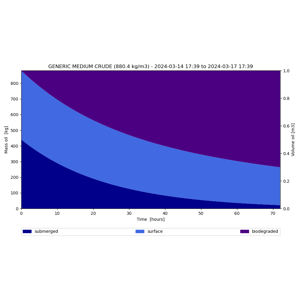 GENERIC MEDIUM CRUDE (880.4 kg/m3) - 2024-03-14 17:39 to 2024-03-17 17:39
800
700
600
500
400
300
200
100
0
Mass oil [kg]
1.0
0.8
0.6
0.4
0.2
0.0
Volume oil [m3]
0 10 20 30 40 50 60 70
Time [hours]
submerged surface biodegraded